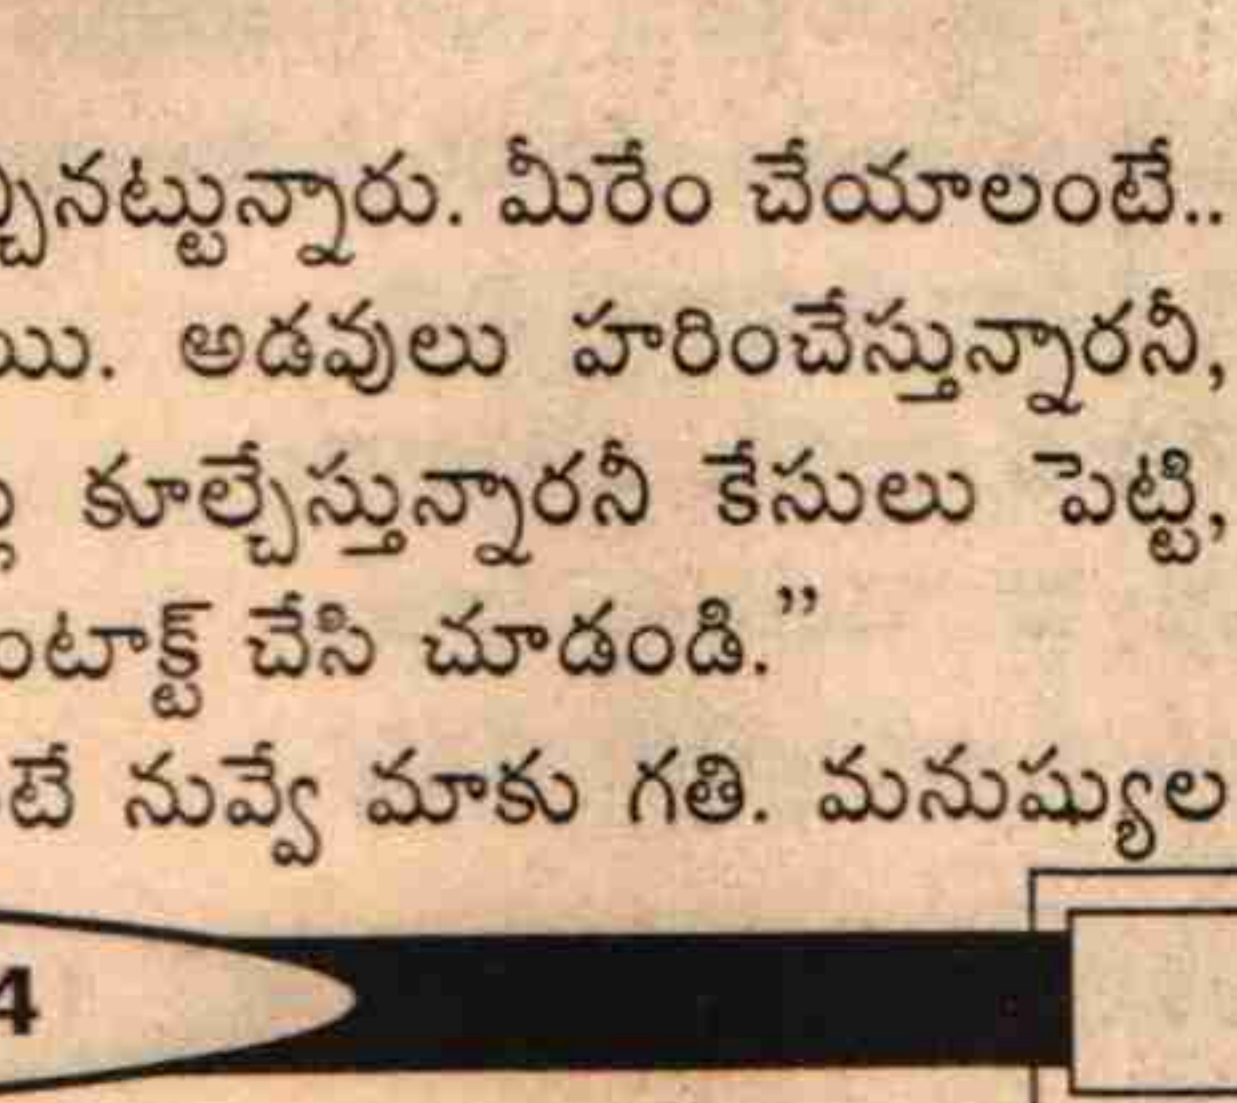 చ్చినట్టున్నారు. మీరేం చేయాలంటే..
యి. అడవులు హరించేస్తున్నారనీ,
కూల్చేస్తున్నారనీ కేసులు పెట్టి,
ంటాక్ట్ చేసి చూడండి.”
టే నువ్వే మాకు గతి. మనుష్యుల
4